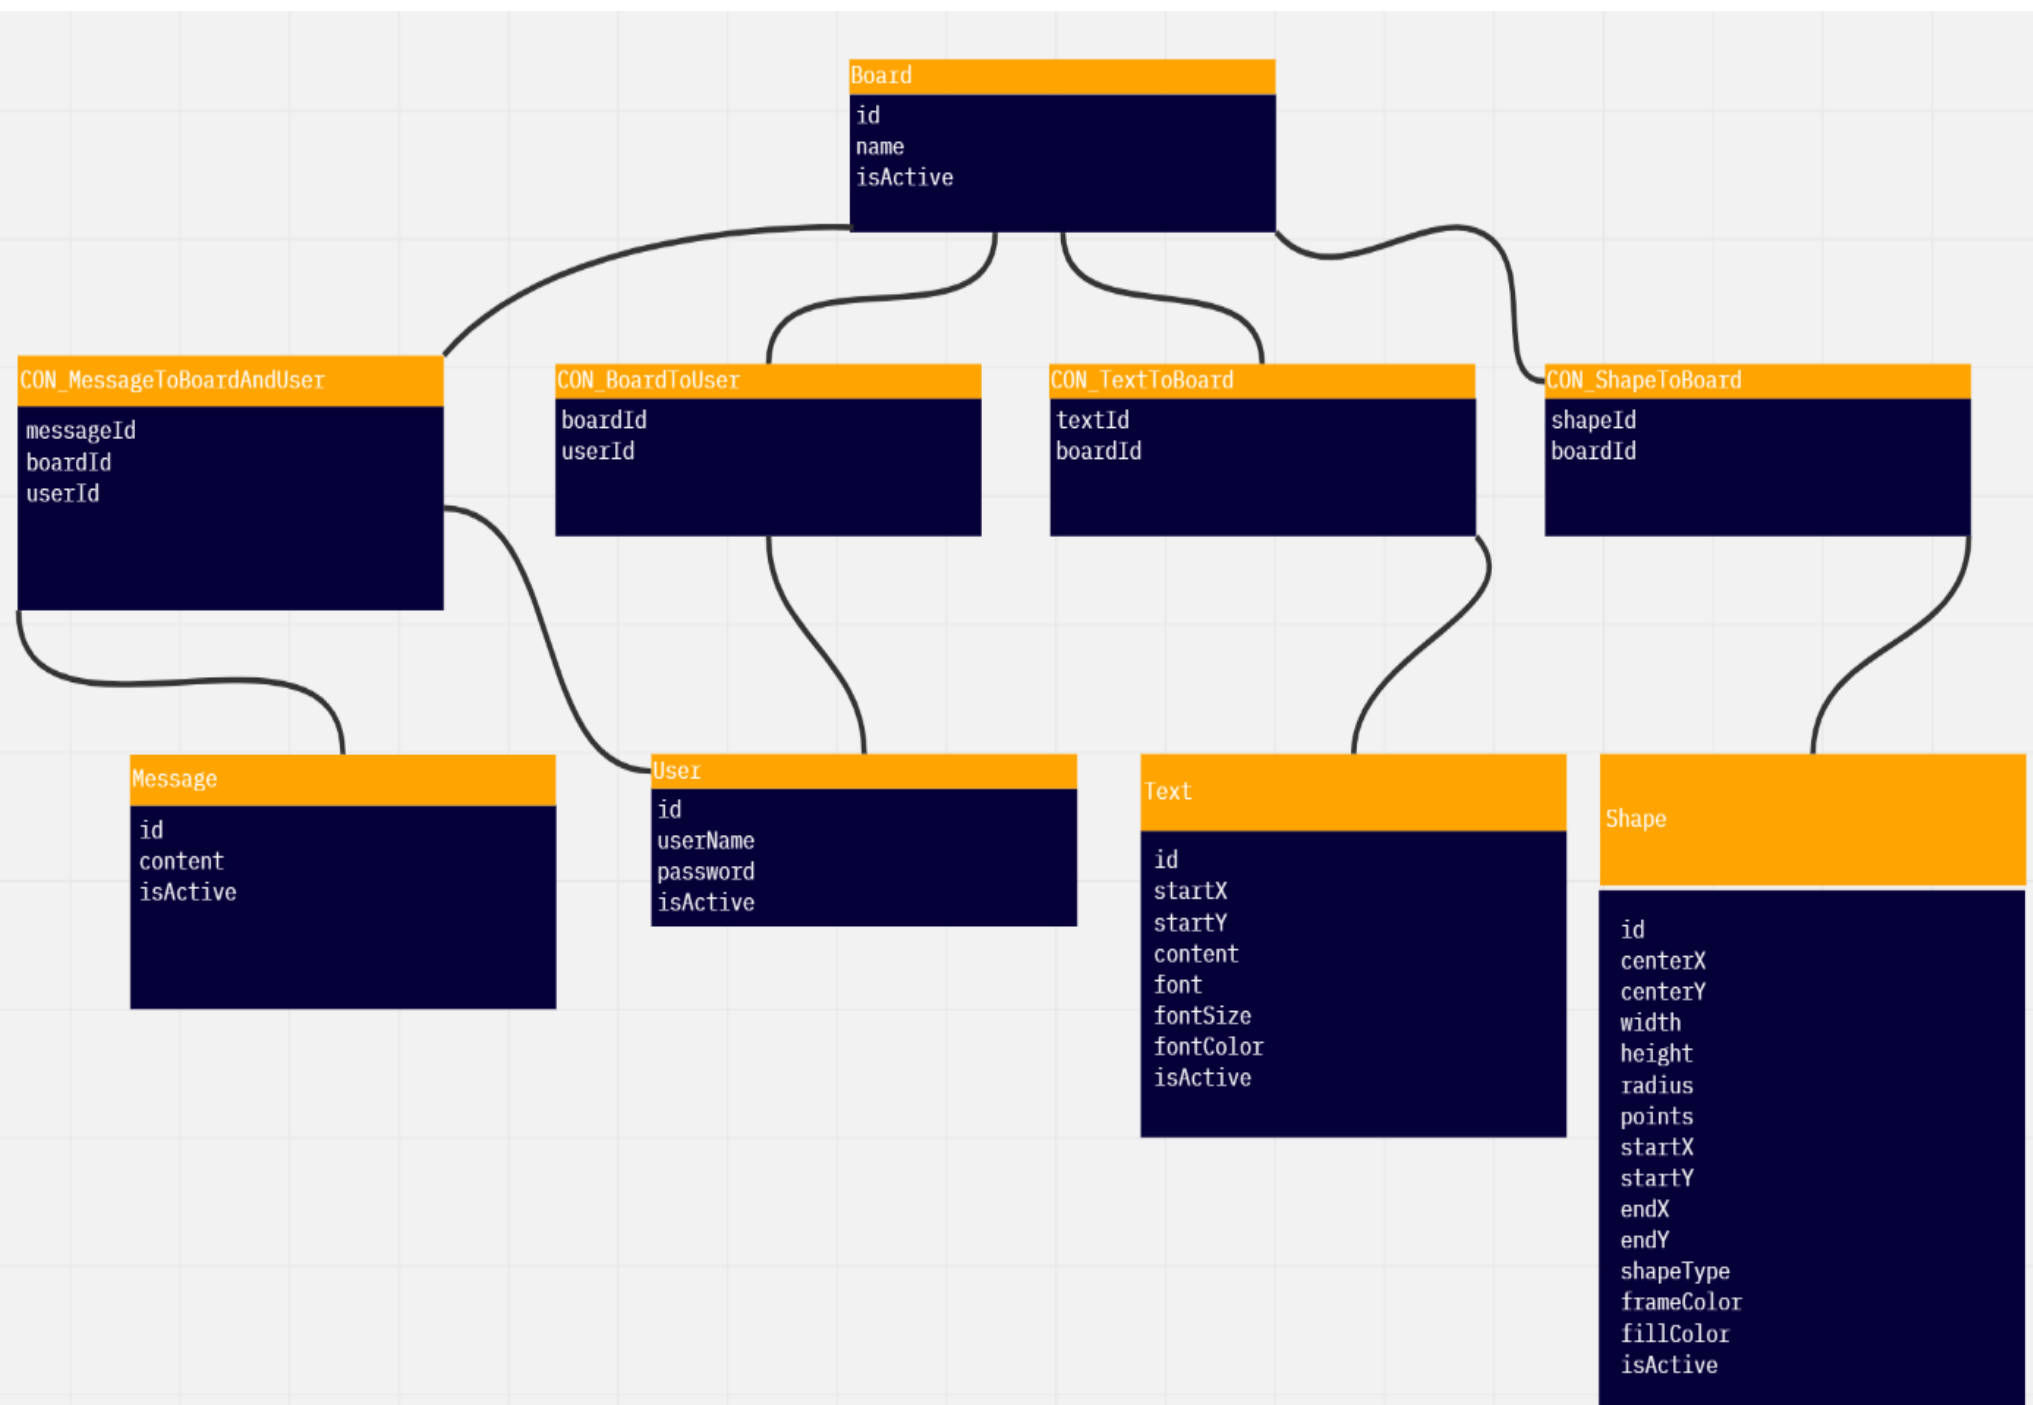 Board
id
name
isActive
CON_MessageToBoardAndUser
messageId
boardId
userId
CON_BoardToUser
boardId
userId
CON_TextToBoard
textId
boardId
CON_ShapeToBoard
shapeId
boardId
Message
id
content
isActive
User
id
userName
password
isActive
Text
id
startX
startY
content
font
fontSize
fontColor
isActive
Shape
id
centerX
centerY
width
height
radius
points
startX
startY
endX
endY
shapeType
frameColor
fillColor
isActive